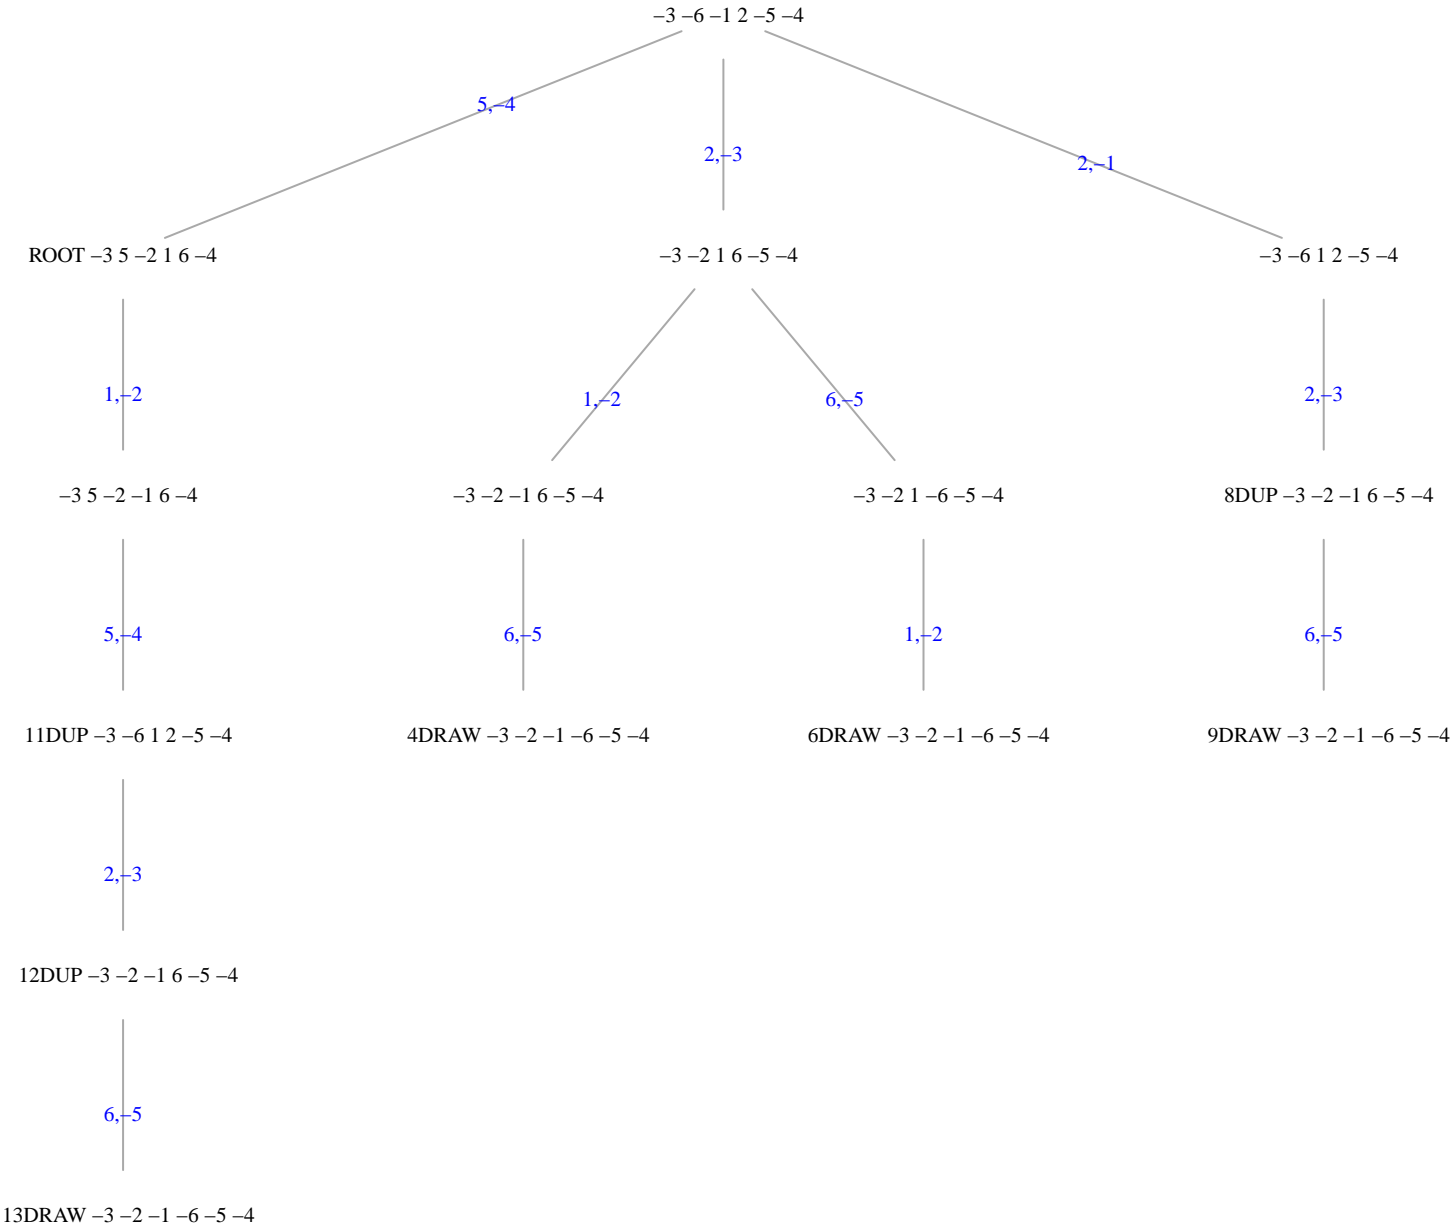 –3 –6 –1 2 –5 –4
5,–4
2,–3
2,–1
ROOT –3 5 –2 1 6 –4
–3 –2 1 6 –5 –4
–3 –6 1 2 –5 –4
1,–2
1,–2
6,–5
2,–3
–3 5 –2 –1 6 –4
–3 –2 –1 6 –5 –4
–3 –2 1 –6 –5 –4
8DUP –3 –2 –1 6 –5 –4
5,–4
6,–5
1,–2
6,–5
11DUP –3 –6 1 2 –5 –4
4DRAW –3 –2 –1 –6 –5 –4
6DRAW –3 –2 –1 –6 –5 –4
9DRAW –3 –2 –1 –6 –5 –4
2,–3
12DUP –3 –2 –1 6 –5 –4
6,–5
13DRAW –3 –2 –1 –6 –5 –4